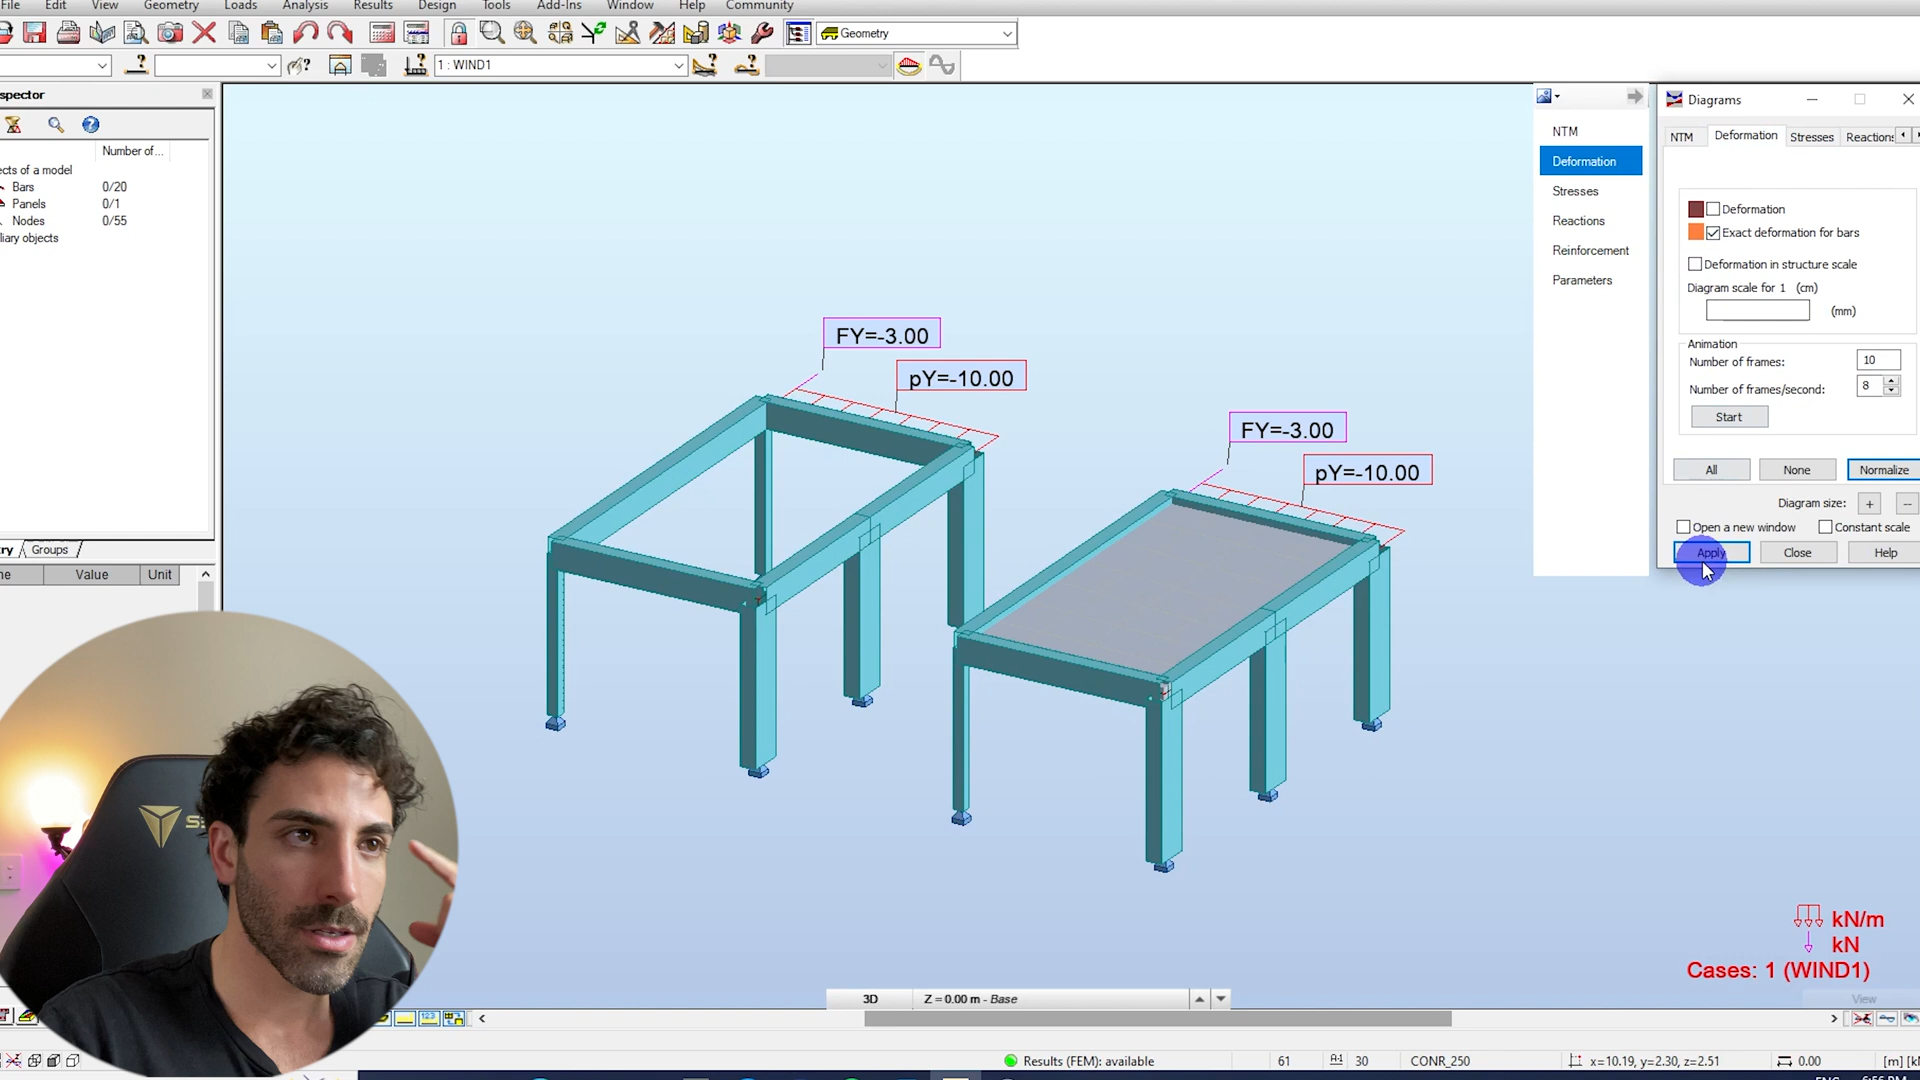 File Edit View Geometry Loads Analysis Results Design Tools Add-Ins Window Help Community
Geometry
1 : WIND1
spector
Number of...
ects of a model
Bars 0/20
Panels 0/1
Nodes 0/55
liary objects
ry Groups
me Value Unit
NTM
Deformation
Stresses
Reactions
Reinforcement
Parameters
Diagrams
NTM Deformation Stresses Reactions
Deformation
Exact deformation for bars
Deformation in structure scale
Diagram scale for 1 (cm)
(mm)
Animation
Number of frames: 10
Number of frames/second: 8
Start
All None Normalize
Diagram size: + --
Open a new window Constant scale
Apply Close Help
FY=-3.00
pY=-10.00
FY=-3.00
pY=-10.00
kN/m
kN
Cases: 1 (WIND1)
View
3D Z = 0.00 m - Base
Results (FEM): available 61 30 CONR_250 x=10.19, y=2.30, z=2.51 0.00 [m] [k